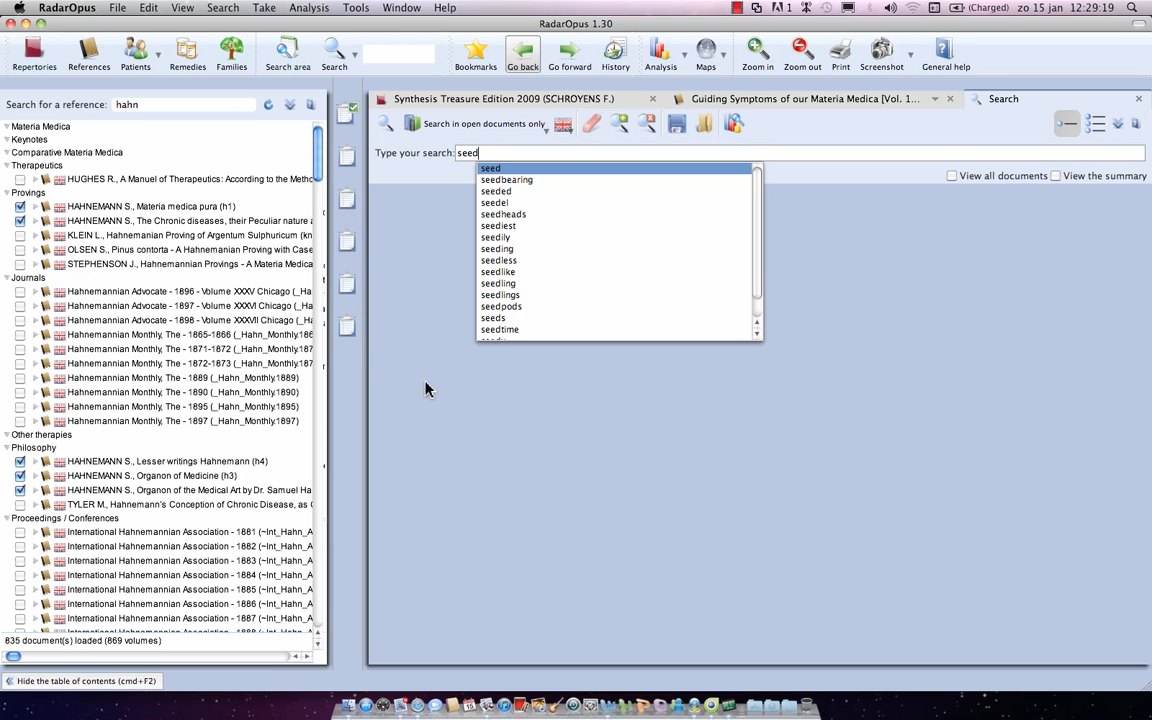 RadarOpus File Edit View Search Take Analysis Tools Window Help 1 (Charged) zo 15 jan 12:29:19
RadarOpus 1.30
Repertories References Patients Remedies Families Search area Search Bookmarks Go back Go forward History Analysis Maps Zoom in Zoom out Print Screenshot General help
Search for a reference: hahn
Materia Medica
Keynotes
Comparative Materia Medica
Therapeutics
HUGHES R., A Manuel of Therapeutics: According to the Metho
Provings
HAHNEMANN S., Materia medica pura (h1)
HAHNEMANN S., The Chronic diseases, their Peculiar nature a
KLEIN L., Hahnemannian Proving of Argentum Sulphuricum (kn
OLSEN S., Pinus contorta - A Hahnemanian Proving with Case
STEPHENSON J., Hahnemannian Provings - A Materia Medica
Journals
Hahnemannian Advocate - 1896 - Volume XXXV Chicago (_Ha
Hahnemannian Advocate - 1897 - Volume XXXVI Chicago (_H
Hahnemannian Advocate - 1898 - Volume XXXVII Chicago (_H
Hahnemannian Monthly, The - 1865-1866 (_Hahn_Monthly.186
Hahnemannian Monthly, The - 1871-1872 (_Hahn_Monthly.187
Hahnemannian Monthly, The - 1872-1873 (_Hahn_Monthly.187
Hahnemannian Monthly, The - 1889 (_Hahn_Monthly.1889)
Hahnemannian Monthly, The - 1890 (_Hahn_Monthly.1890)
Hahnemannian Monthly, The - 1895 (_Hahn_Monthly.1895)
Hahnemannian Monthly, The - 1897 (_Hahn_Monthly.1897)
Other therapies
Philosophy
HAHNEMANN S., Lesser writings Hahnemann (h4)
HAHNEMANN S., Organon of Medicine (h3)
HAHNEMANN S., Organon of the Medical Art by Dr. Samuel Ha
TYLER M., Hahnemann's Conception of Chronic Disease, as C
Proceedings / Conferences
International Hahnemannian Association - 1881 (~Int_Hahn_A
International Hahnemannian Association - 1882 (~Int_Hahn_A
International Hahnemannian Association - 1883 (~Int_Hahn_A
International Hahnemannian Association - 1884 (~Int_Hahn_A
International Hahnemannian Association - 1885 (~Int_Hahn_A
International Hahnemannian Association - 1886 (~Int_Hahn_A
International Hahnemannian Association - 1887 (~Int_Hahn_A
835 document(s) loaded (869 volumes)
Hide the table of contents (cmd+F2)
Synthesis Treasure Edition 2009 (SCHROYENS F.) Guiding Symptoms of our Materia Medica [Vol. 1... Search
Search in open documents only
Type your search: seed
View all documents View the summary
seed
seedbearing
seeded
seedel
seedheads
seediest
seedily
seeding
seedless
seedlike
seedling
seedlings
seedpods
seeds
seedtime